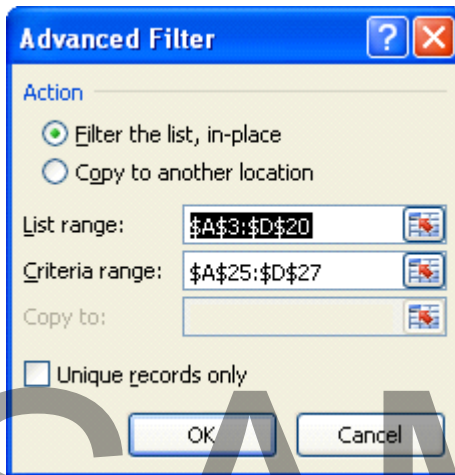 Advanced Filter
Action
Filter the list, in-place
Copy to another location
List range: $A$3:$D$20
Criteria range: $A$25:$D$27
Copy to:
Unique records only
OK Cancel
CAM